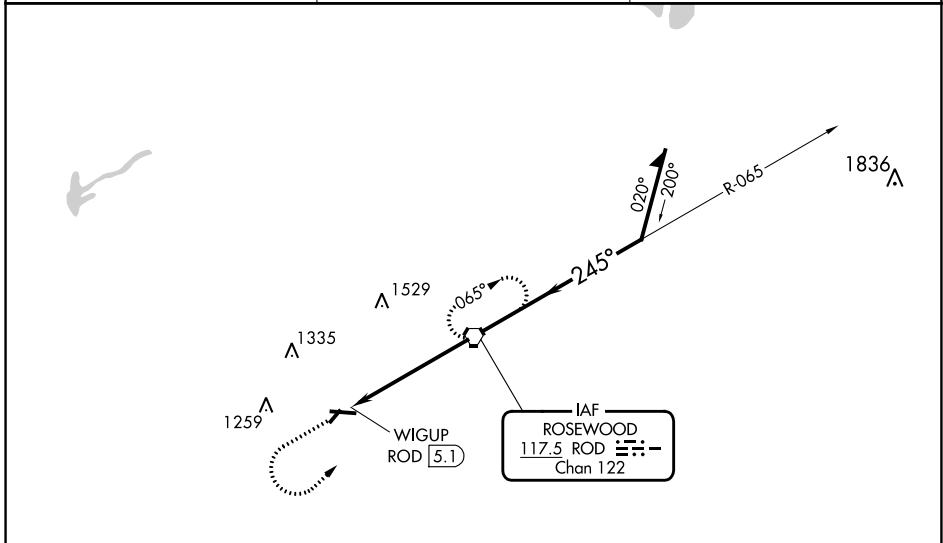 1836
R-065
020°
200°
245°
1529
065°
1335
1259
WIGUP
ROD 5.1
IAF
ROSEWOOD
117.5 ROD
Chan 122